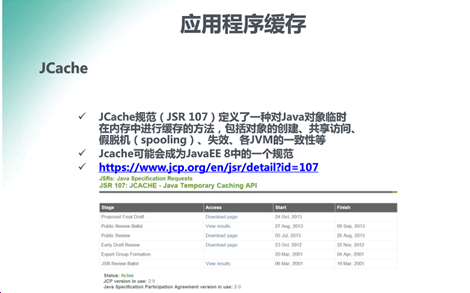 应用程序缓存
JCache
✓ JCache规范（JSR 107）定义了一种对Java对象临时
在内存中进行缓存的方法，包括对象的创建、共享访问、
假脱机（spooling）、失效、各JVM的一致性等
✓ Jcache可能会成为JavaEE 8中的一个规范
✓ https://www.jcp.org/en/jsr/detail?id=107
JSRs: Java Specification Requests
JSR 107: JCACHE - Java Temporary Caching API
Stage Access Start Finish
Proposed Final Draft Download page 24 Oct, 2013
Public Review Ballot View results 27 Aug, 2013 09 Sep, 2013
Public Review Download page 05 Jul, 2013 26 Aug, 2013
Early Draft Review Download page 23 Oct, 2012 22 Nov, 2012
Expert Group Formation 20 Mar, 2001 04 Apr, 2001
JSR Review Ballot View results 06 Mar, 2001 19 Mar, 2001
Status: Active
JCP version in use: 2.9
Java Specification Participation Agreement version in use: 2.0